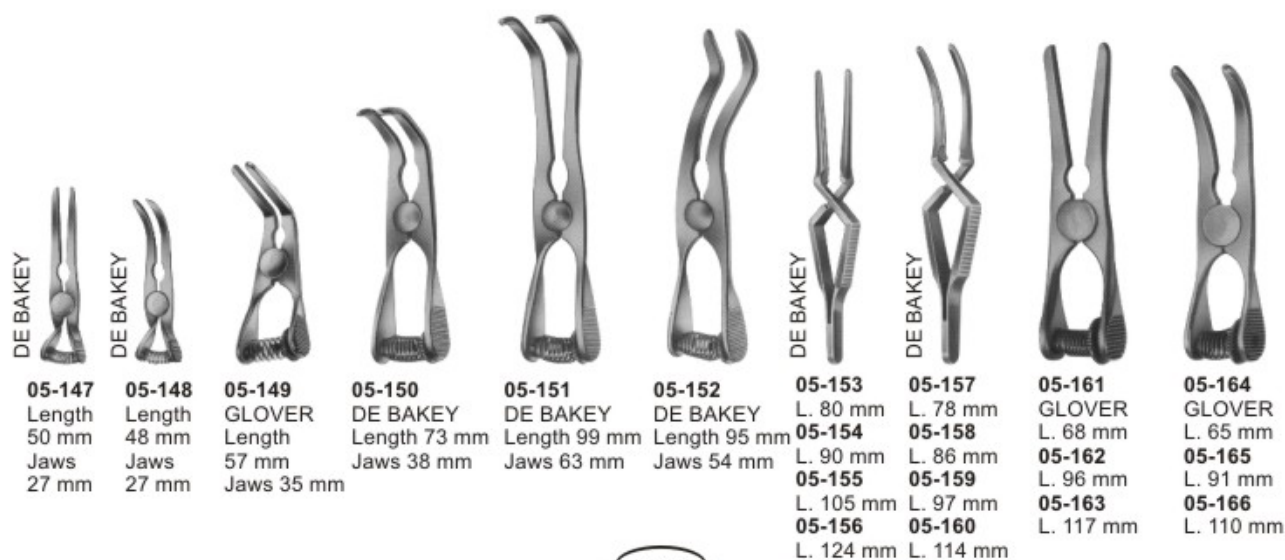 DE BAKEY
05-147
Length
50 mm
Jaws
27 mm
DE BAKEY
05-148
Length
48 mm
Jaws
27 mm
05-149
GLOVER
Length
57 mm
Jaws 35 mm
05-150
DE BAKEY
Length 73 mm
Jaws 38 mm
05-151
DE BAKEY
Length 99 mm
Jaws 63 mm
05-152
DE BAKEY
Length 95 mm
Jaws 54 mm
DE BAKEY
05-153
L. 80 mm
05-154
L. 90 mm
05-155
L. 105 mm
05-156
L. 124 mm
DE BAKEY
05-157
L. 78 mm
05-158
L. 86 mm
05-159
L. 97 mm
05-160
L. 114 mm
05-161
GLOVER
L. 68 mm
05-162
L. 96 mm
05-163
L. 117 mm
05-164
GLOVER
L. 65 mm
05-165
L. 91 mm
05-166
L. 110 mm